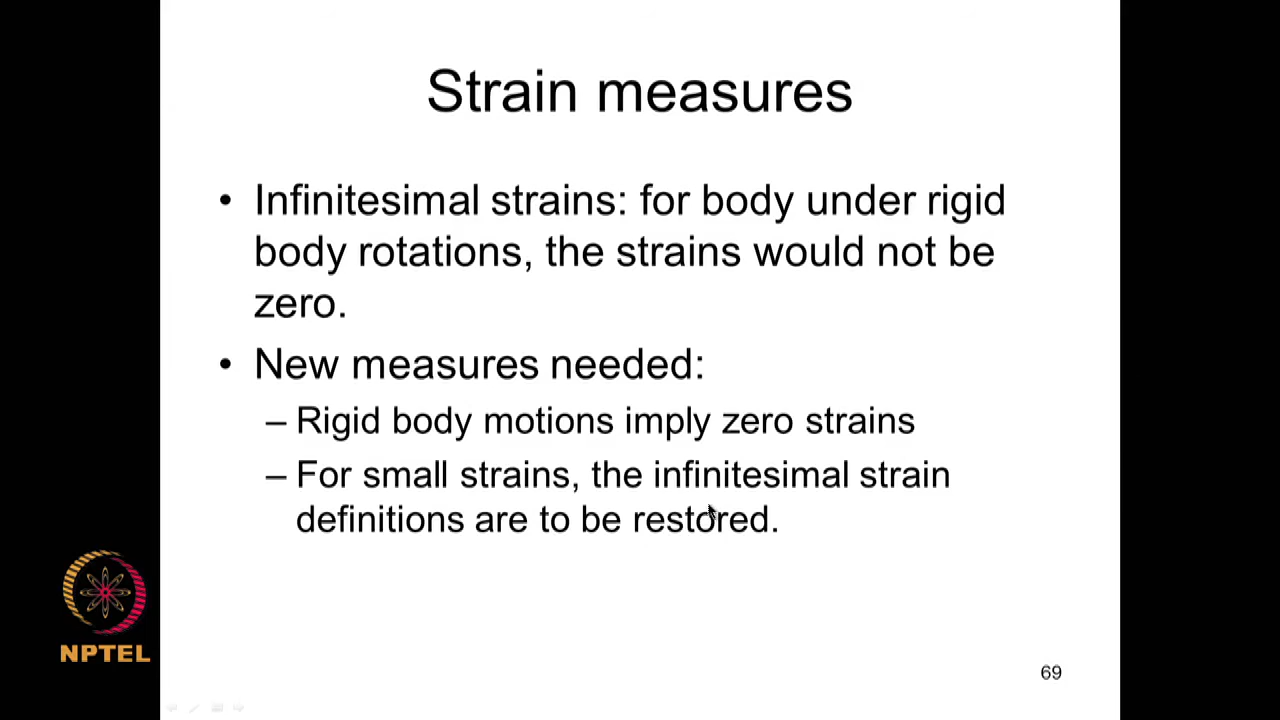 Strain measures
• Infinitesimal strains: for body under rigid
body rotations, the strains would not be
zero.
• New measures needed:
– Rigid body motions imply zero strains
– For small strains, the infinitesimal strain
definitions are to be restored.
NPTEL
69